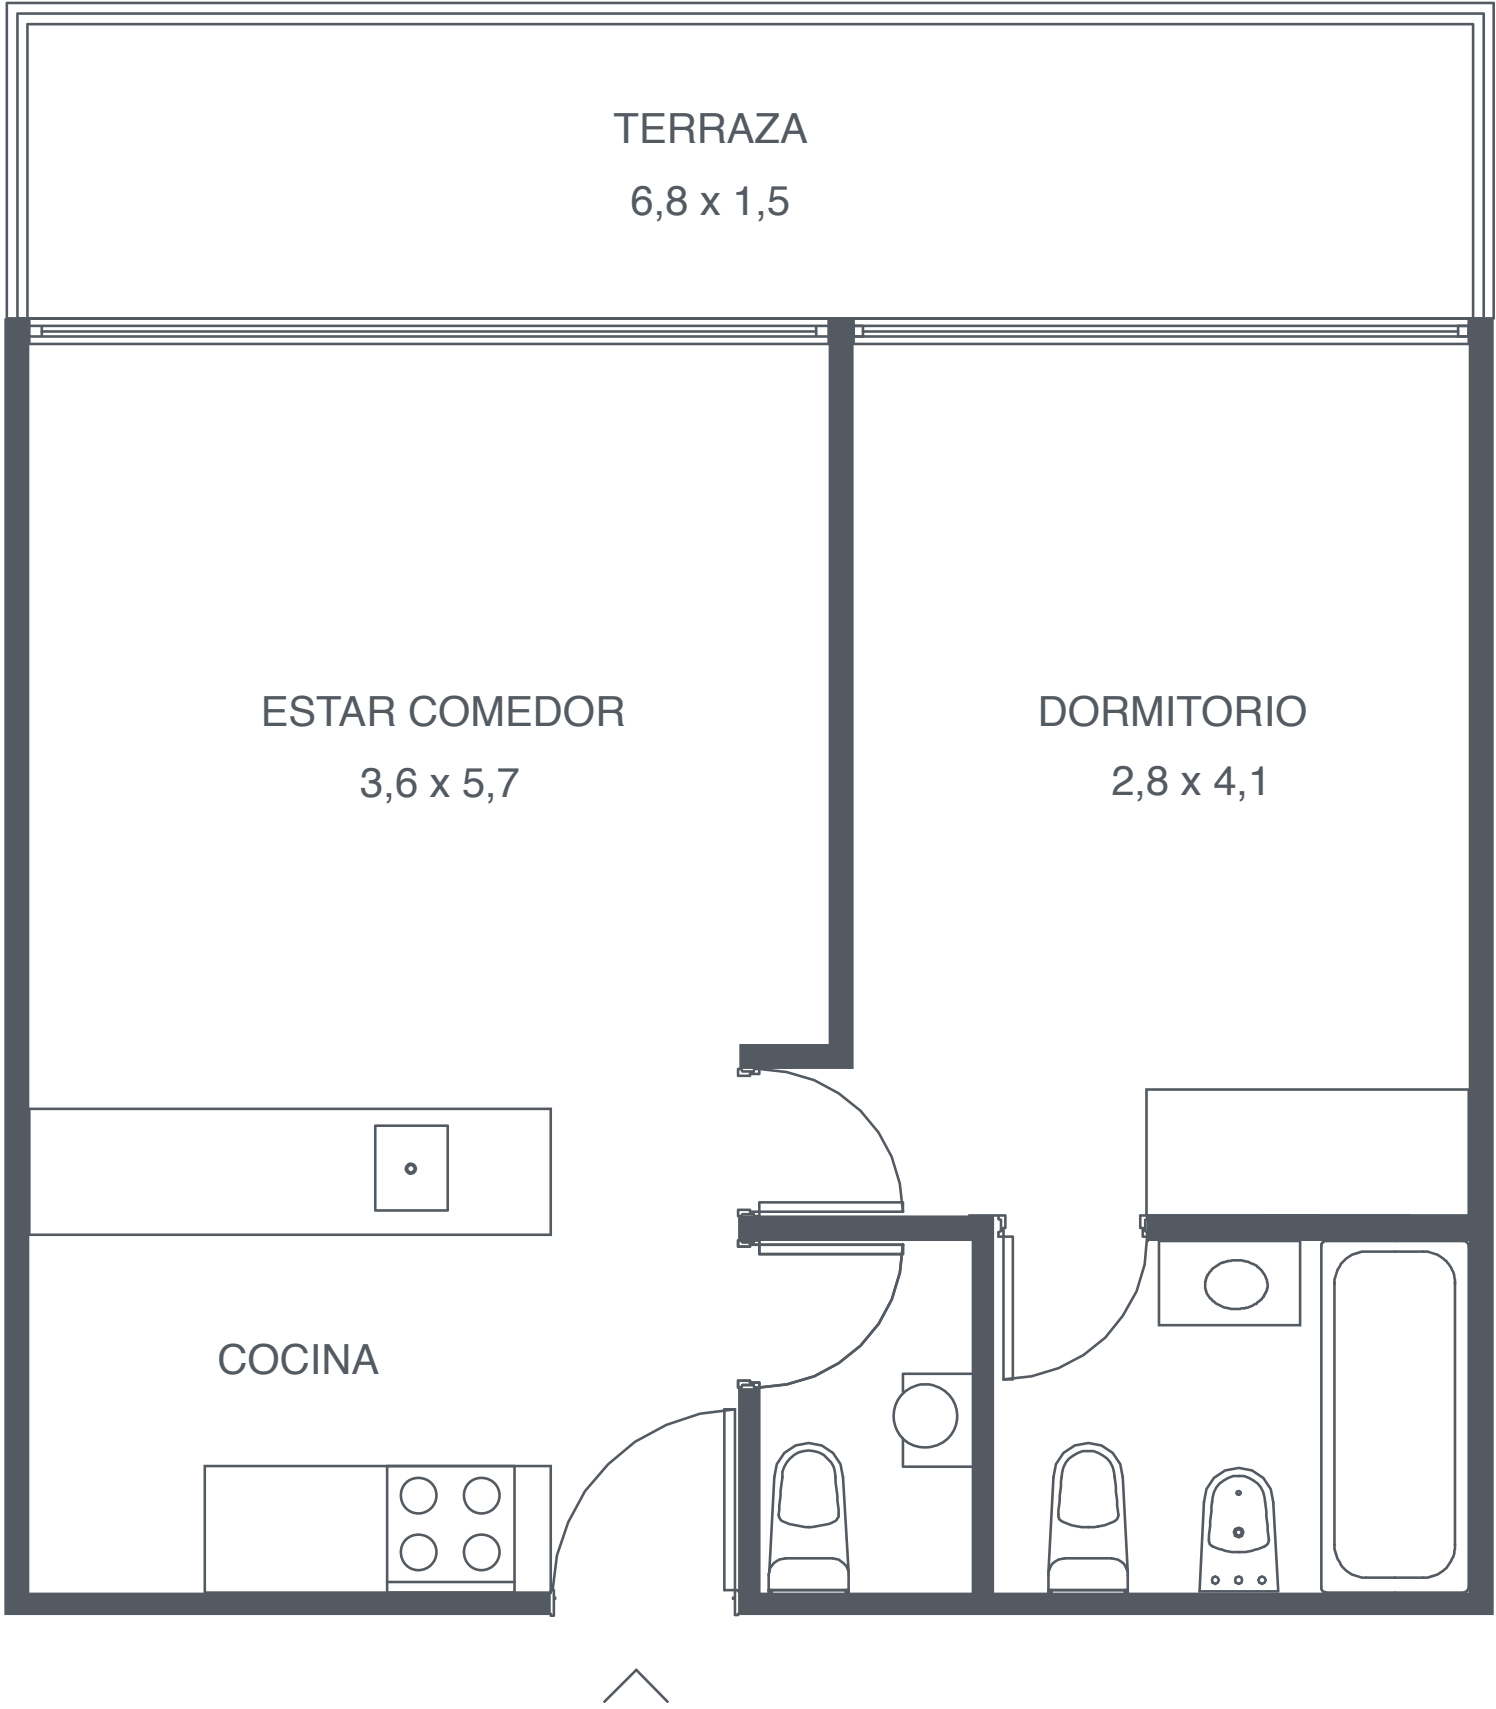 TERRAZA
6,8 x 1,5
ESTAR COMEDOR
3,6 x 5,7
DORMITORIO
2,8 x 4,1
COCINA